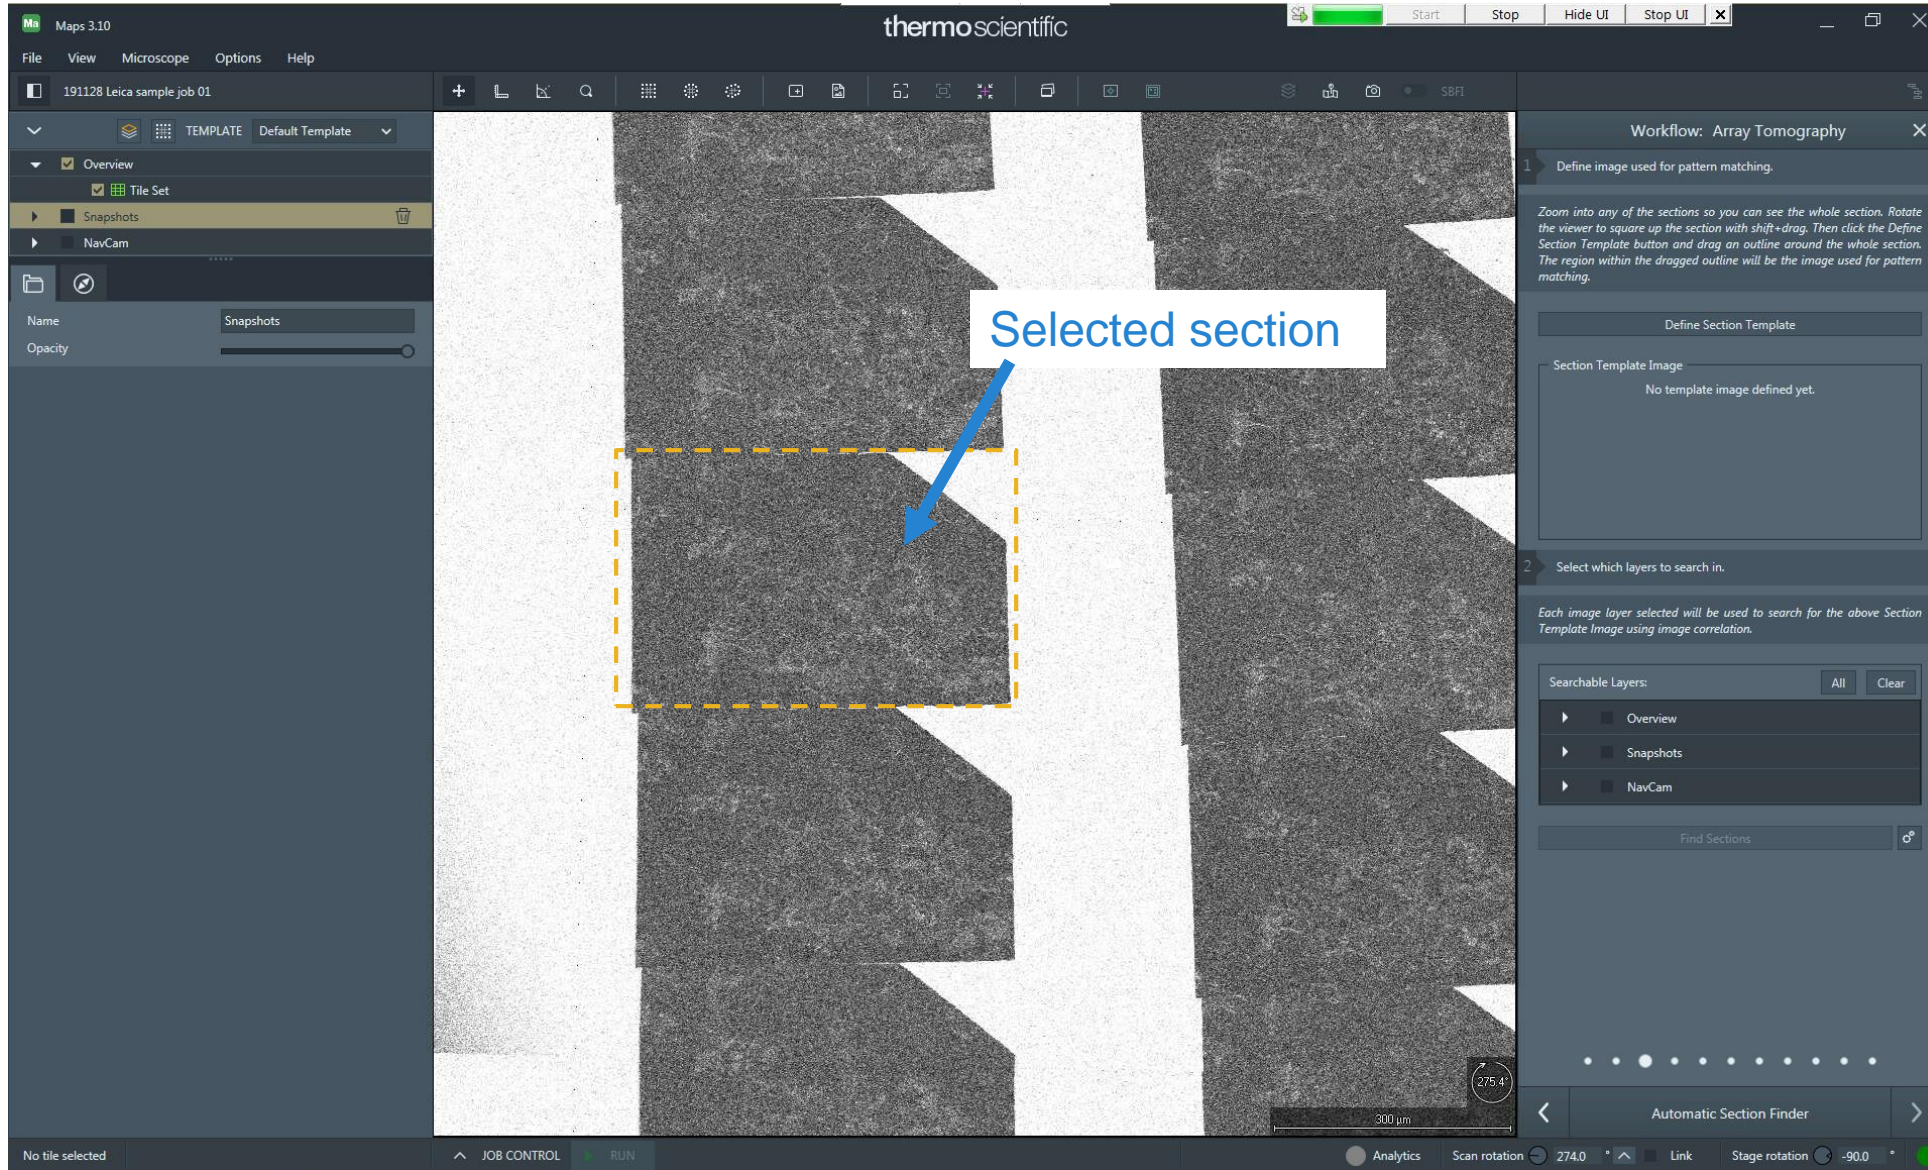 Ma Maps 3.10
thermoscientific
Start Stop Hide UI Stop UI X
File View Microscope Options Help
191128 Leica sample job 01
SBFI
TEMPLATE Default Template
Overview
Tile Set
Snapshots
NavCam
Name Snapshots
Opacity
Selected section
Workflow: Array Tomography
1 Define image used for pattern matching.
Zoom into any of the sections so you can see the whole section. Rotate
the viewer to square up the section with shift+drag. Then click the Define
Section Template button and drag an outline around the whole section.
The region within the dragged outline will be the image used for pattern
matching.
Define Section Template
Section Template Image
No template image defined yet.
2 Select which layers to search in.
Each image layer selected will be used to search for the above Section
Template Image using image correlation.
Searchable Layers: All Clear
Overview
Snapshots
NavCam
Find Sections
275.4°
300 µm
Automatic Section Finder
No tile selected
JOB CONTROL RUN
Analytics Scan rotation 274.0 ° Link Stage rotation -90.0 °